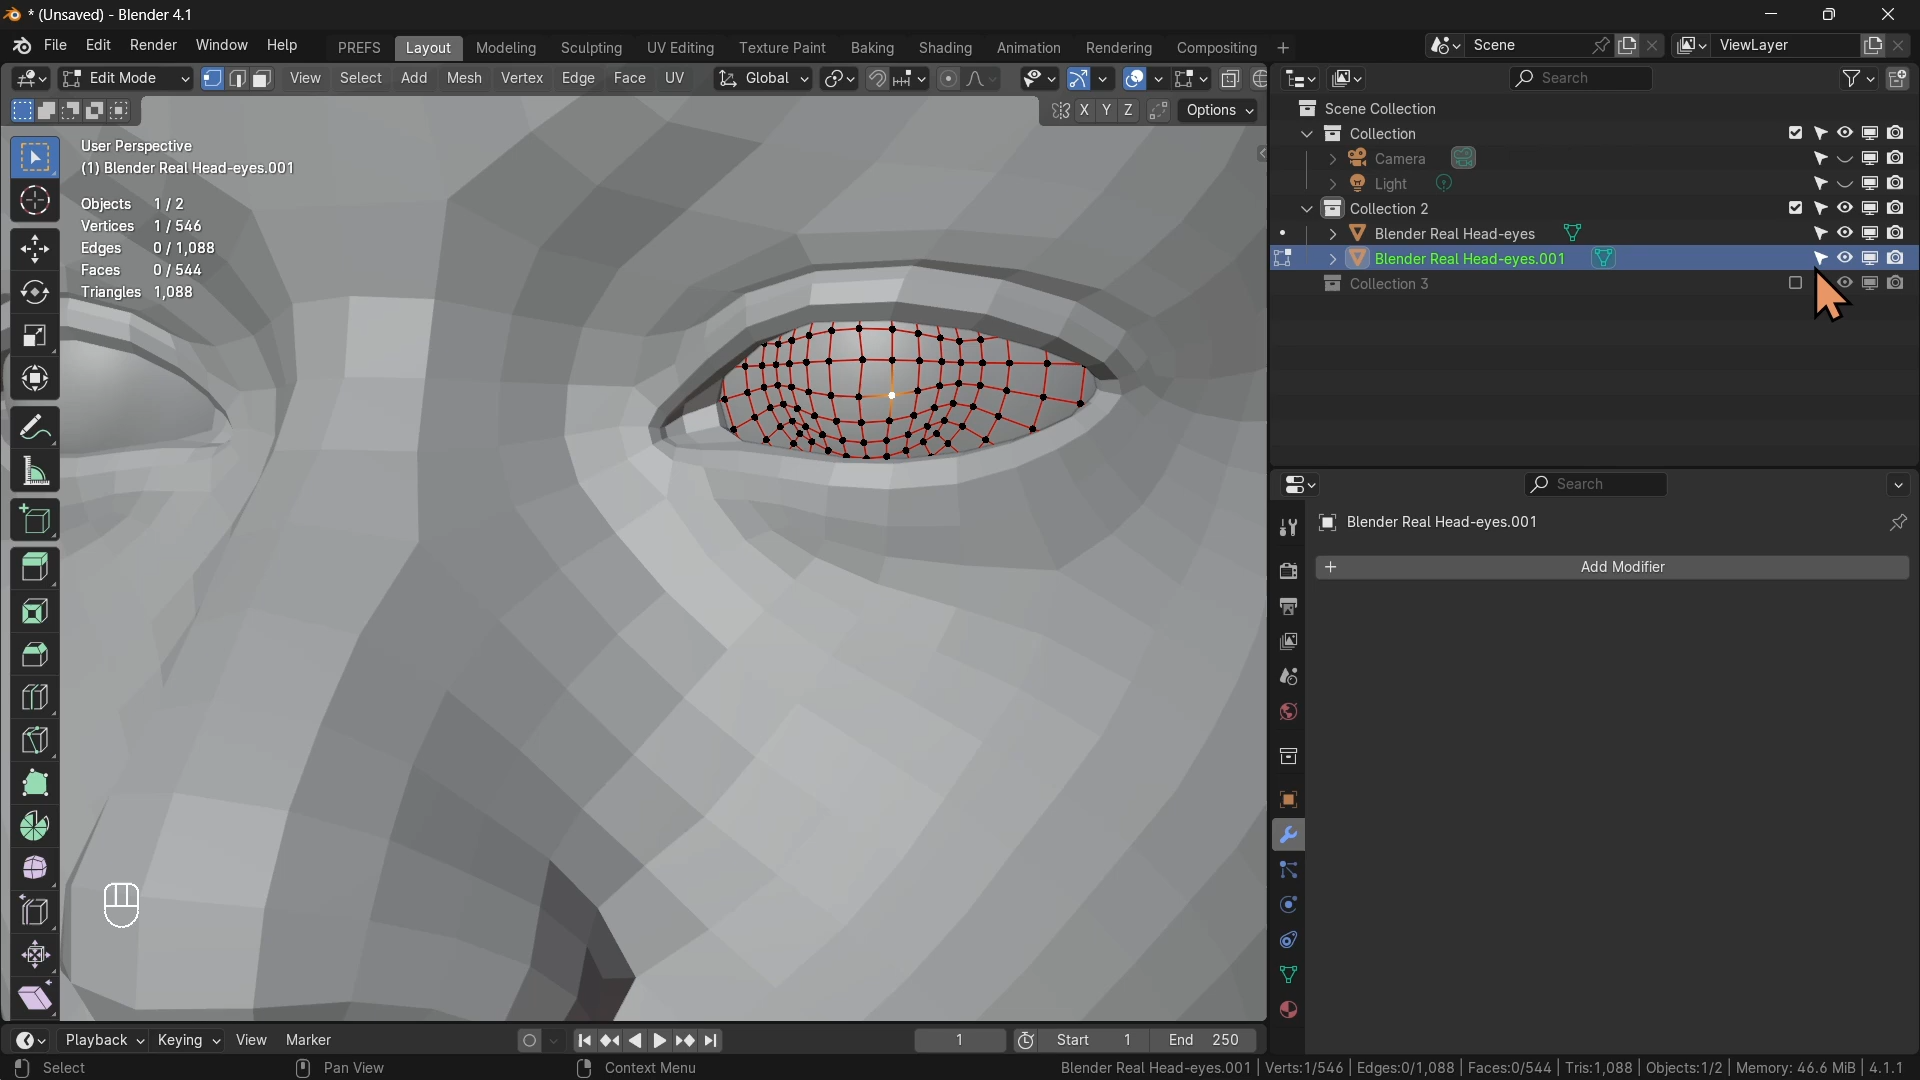 * (Unsaved) - Blender 4.1
File Edit Render Window Help PREFS Layout Modeling Sculpting UV Editing Texture Paint Baking Shading Animation Rendering Compositing Scene ViewLayer
Edit Mode View Select Add Mesh Vertex Edge Face UV Global Search
X Y Z Options
Scene Collection
Collection
Camera
Light
Collection 2
Blender Real Head-eyes
Blender Real Head-eyes.001
Collection 3
User Perspective
(1) Blender Real Head-eyes.001
Objects 1 / 2
Vertices 1 / 546
Edges 0 / 1,088
Faces 0 / 544
Triangles 1,088
Search
Blender Real Head-eyes.001
Add Modifier
Playback Keying View Marker 1 Start 1 End 250
Select Pan View Context Menu Blender Real Head-eyes.001 | Verts:1/546 | Edges:0/1,088 | Faces:0/544 | Tris:1,088 | Objects:1/2 | Memory: 46.6 MiB | 4.1.1